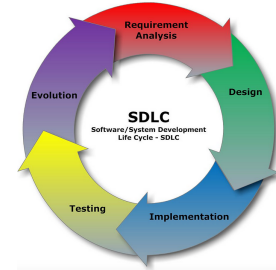 Requirement
Analysis
Design
Implementation
Testing
Evolution
SDLC
Software/System Development
Life Cycle - SDLC